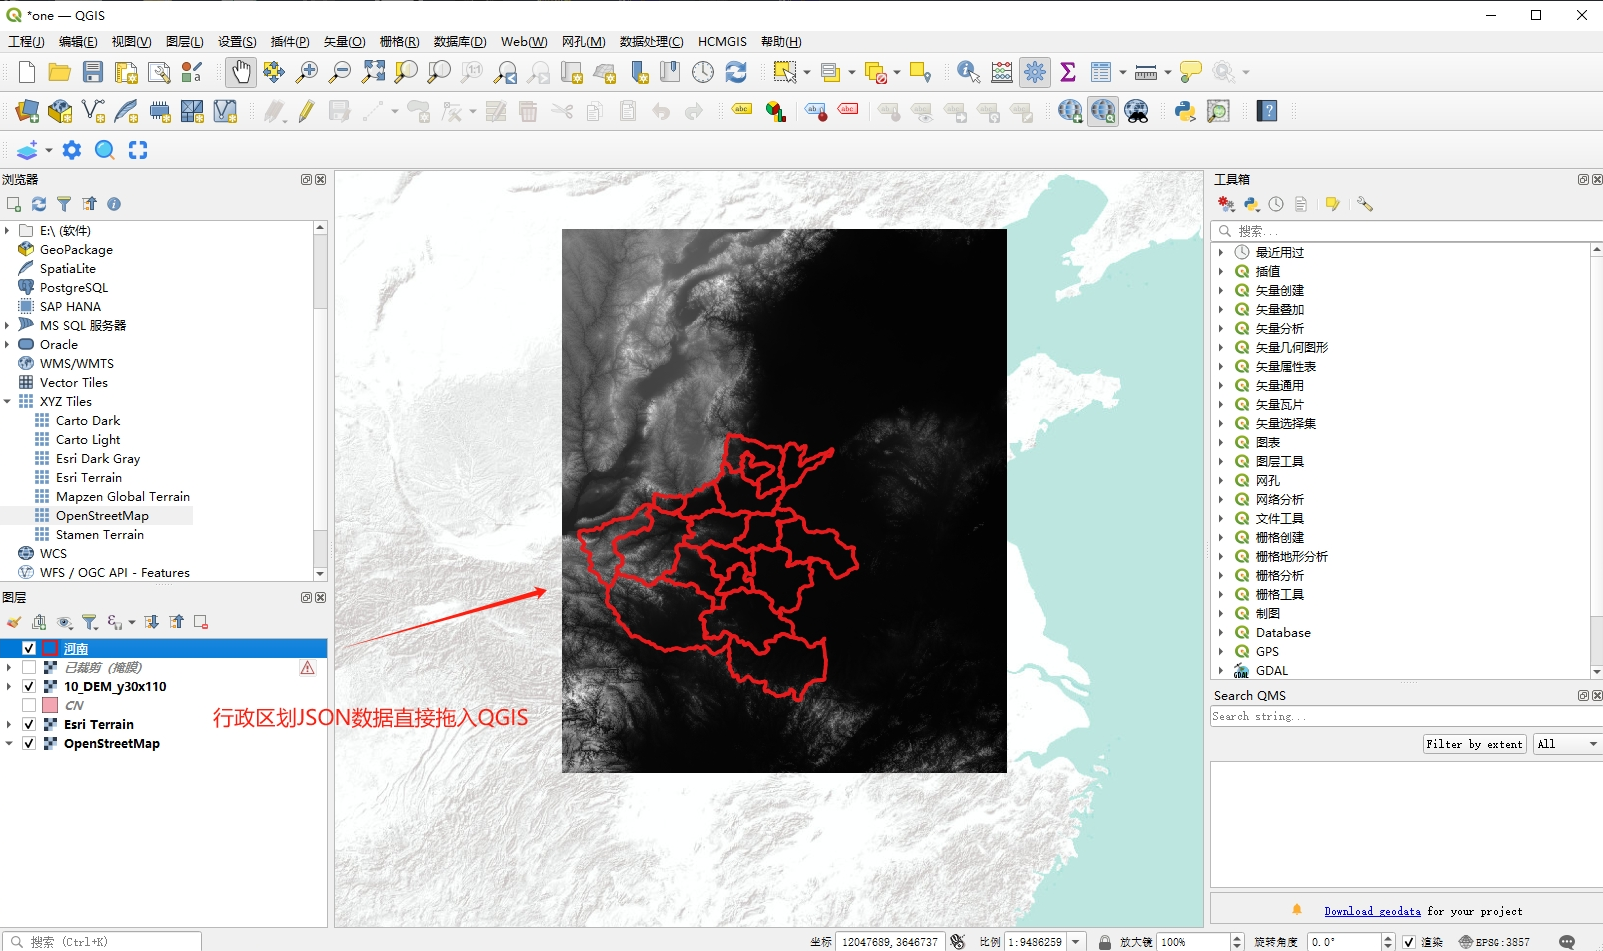 *one — QGIS
工程(J) 编辑(E) 视图(V) 图层(L) 设置(S) 插件(P) 矢量(O) 栅格(R) 数据库(D) Web(W) 网孔(M) 数据处理(C) HCMGIS 帮助(H)
浏览器
E:\ (软件)
GeoPackage
SpatiaLite
PostgreSQL
SAP HANA
MS SQL 服务器
Oracle
WMS/WMTS
Vector Tiles
XYZ Tiles
Carto Dark
Carto Light
Esri Dark Gray
Esri Terrain
Mapzen Global Terrain
OpenStreetMap
Stamen Terrain
WCS
WFS / OGC API - Features
图层
河南
已裁剪（掩膜）
10_DEM_y30x110
CN
Esri Terrain
OpenStreetMap
行政区划JSON数据直接拖入QGIS
工具箱
搜索...
最近用过
插值
矢量创建
矢量叠加
矢量分析
矢量几何图形
矢量属性表
矢量通用
矢量瓦片
矢量选择集
图表
图层工具
网孔
网络分析
文件工具
栅格创建
栅格地形分析
栅格分析
栅格工具
制图
Database
GPS
GDAL
Search QMS
Search string...
Filter by extent All
Download geodata for your project
搜索 (Ctrl+K) 坐标 12047689,3646737 比例 1:9486259 放大镜 100% 旋转角度 0.0° 渲染 EPSG:3857